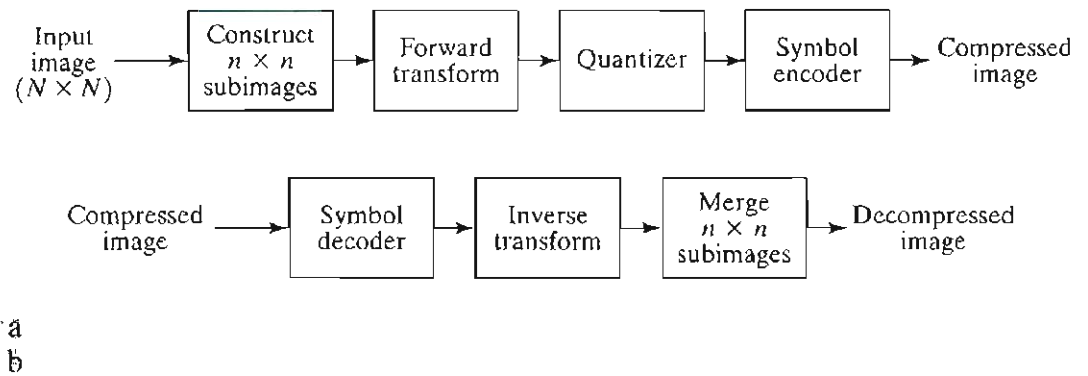 Input
image
(N × N)
Construct
n × n
subimages
Forward
transform
Quantizer
Symbol
encoder
Compressed
image
Compressed
image
Symbol
decoder
Inverse
transform
Merge
n × n
subimages
Decompressed
image
a
b